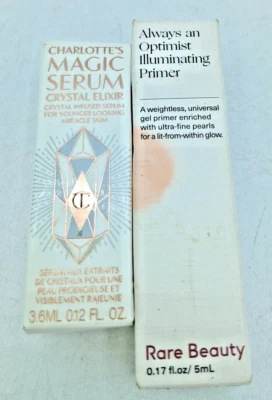 CHARLOTTE'S
MAGIC
SERUM
CRYSTAL ELIXIR
CRYSTAL INFUSED SERUM
FOR YOUNGER LOOKING
MIRACLE SKIN
CT
SÉRUM AUX EXTRAITS
DE CRISTAUX POUR UNE
PEAU PRODIGIEUSE ET
VISIBLEMENT RAJEUNIE
3.6ML 0.12 FL. OZ.
Always an
Optimist
Illuminating
Primer
A weightless, universal
gel primer enriched
with ultra-fine pearls
for a lit-from-within glow.
Rare Beauty
0.17 fl.oz/ 5mL